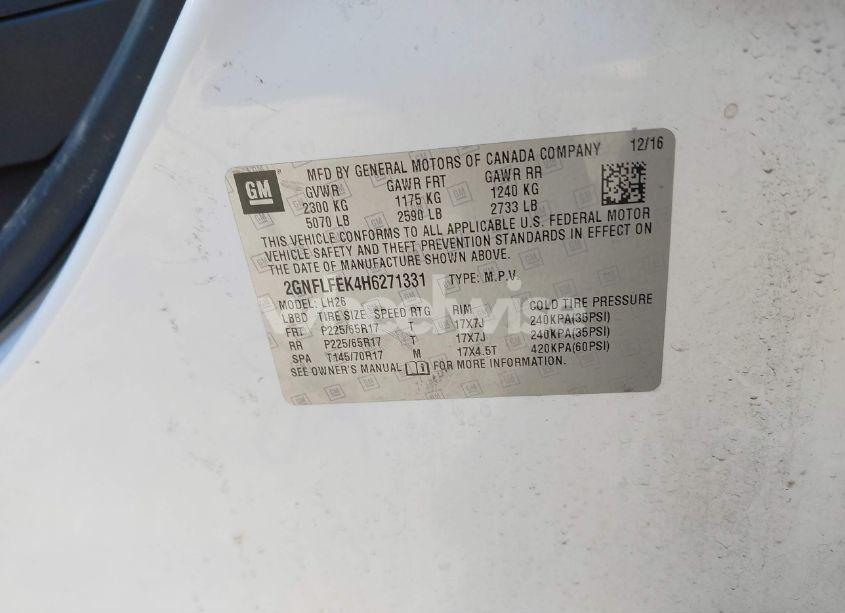 MFD BY GENERAL MOTORS OF CANADA COMPANY 12/16
GM
GVWR GAWR FRT GAWR RR
2300 KG 1175 KG 1240 KG
5070 LB 2590 LB 2733 LB
THIS VEHICLE CONFORMS TO ALL APPLICABLE U.S. FEDERAL MOTOR
VEHICLE SAFETY AND THEFT PREVENTION STANDARDS IN EFFECT ON
THE DATE OF MANUFACTURE SHOWN ABOVE.
2GNFLFEK4H6271331 TYPE: M.P.V.
MODEL: LH26
LBBD TIRE SIZE SPEED RTG RIM COLD TIRE PRESSURE
FRT P225/65R17 T 17X7J 240KPA(35PSI)
RR P225/65R17 T 17X7J 240KPA(35PSI)
SPA T145/70R17 M 17X4.5T 420KPA(60PSI)
SEE OWNER'S MANUAL FOR MORE INFORMATION.